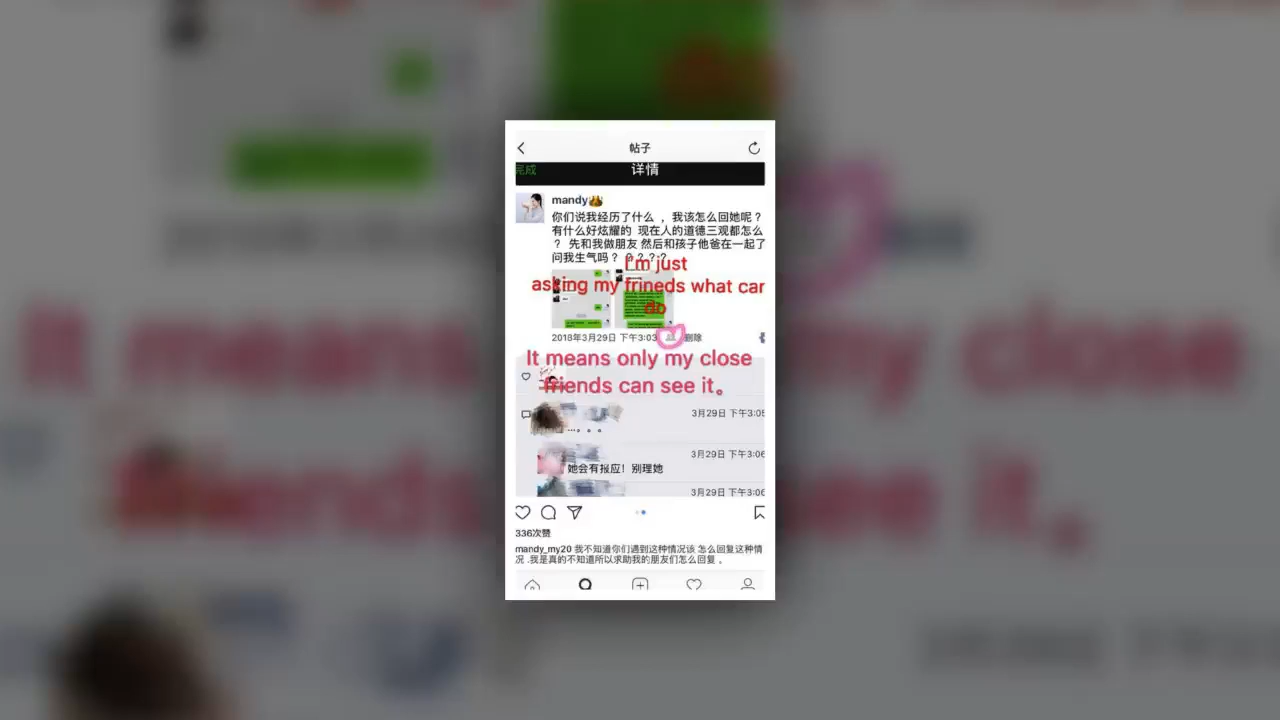 帖子
完成
详情
mandy
你们说我经历了什么 ，我该怎么回她呢？
有什么好炫耀的 现在人的道德三观都怎么
？ 先和我做朋友 然后和孩子他爸在一起了
问我生气吗？？？？？
I'm just
asking my frineds what can
do
2018年3月29日 下午3:03
删除
It means only my close
friends can see it。
3月29日 下午3:05
3月29日 下午3:06
她会有报应！别理她
3月29日 下午3:06
336次赞
mandy_my20 我不知道你们遇到这种情况该 怎么回复这种情
况 .我是真的不知道所以求助我的朋友们怎么回复 。